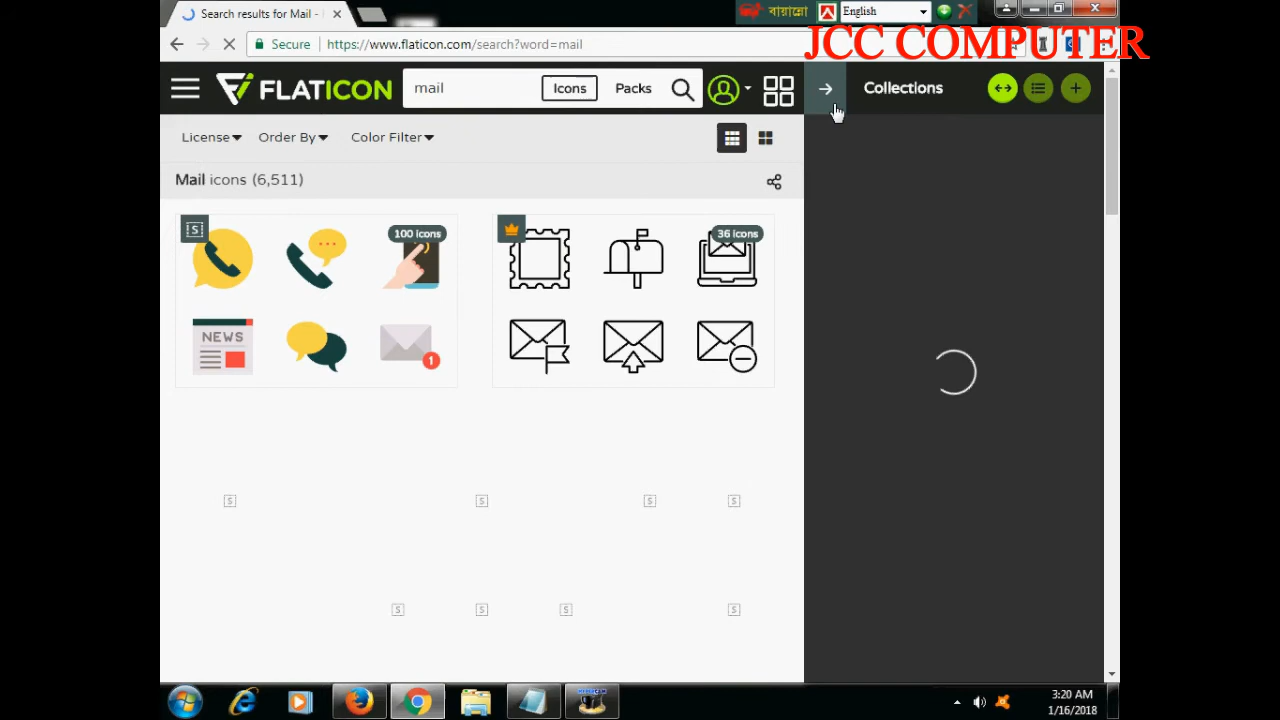 Search results for Mail -
বায়ান্নো
English
JCC COMPUTER
Secure
https://www.flaticon.com/search?word=mail
FLATICON
mail
Icons
Packs
Collections
License
Order By
Color Filter
Mail icons (6,511)
100 icons
36 icons
NEWS
1
S
S
S
S
S
S
S
S
S
3:20 AM
1/16/2018